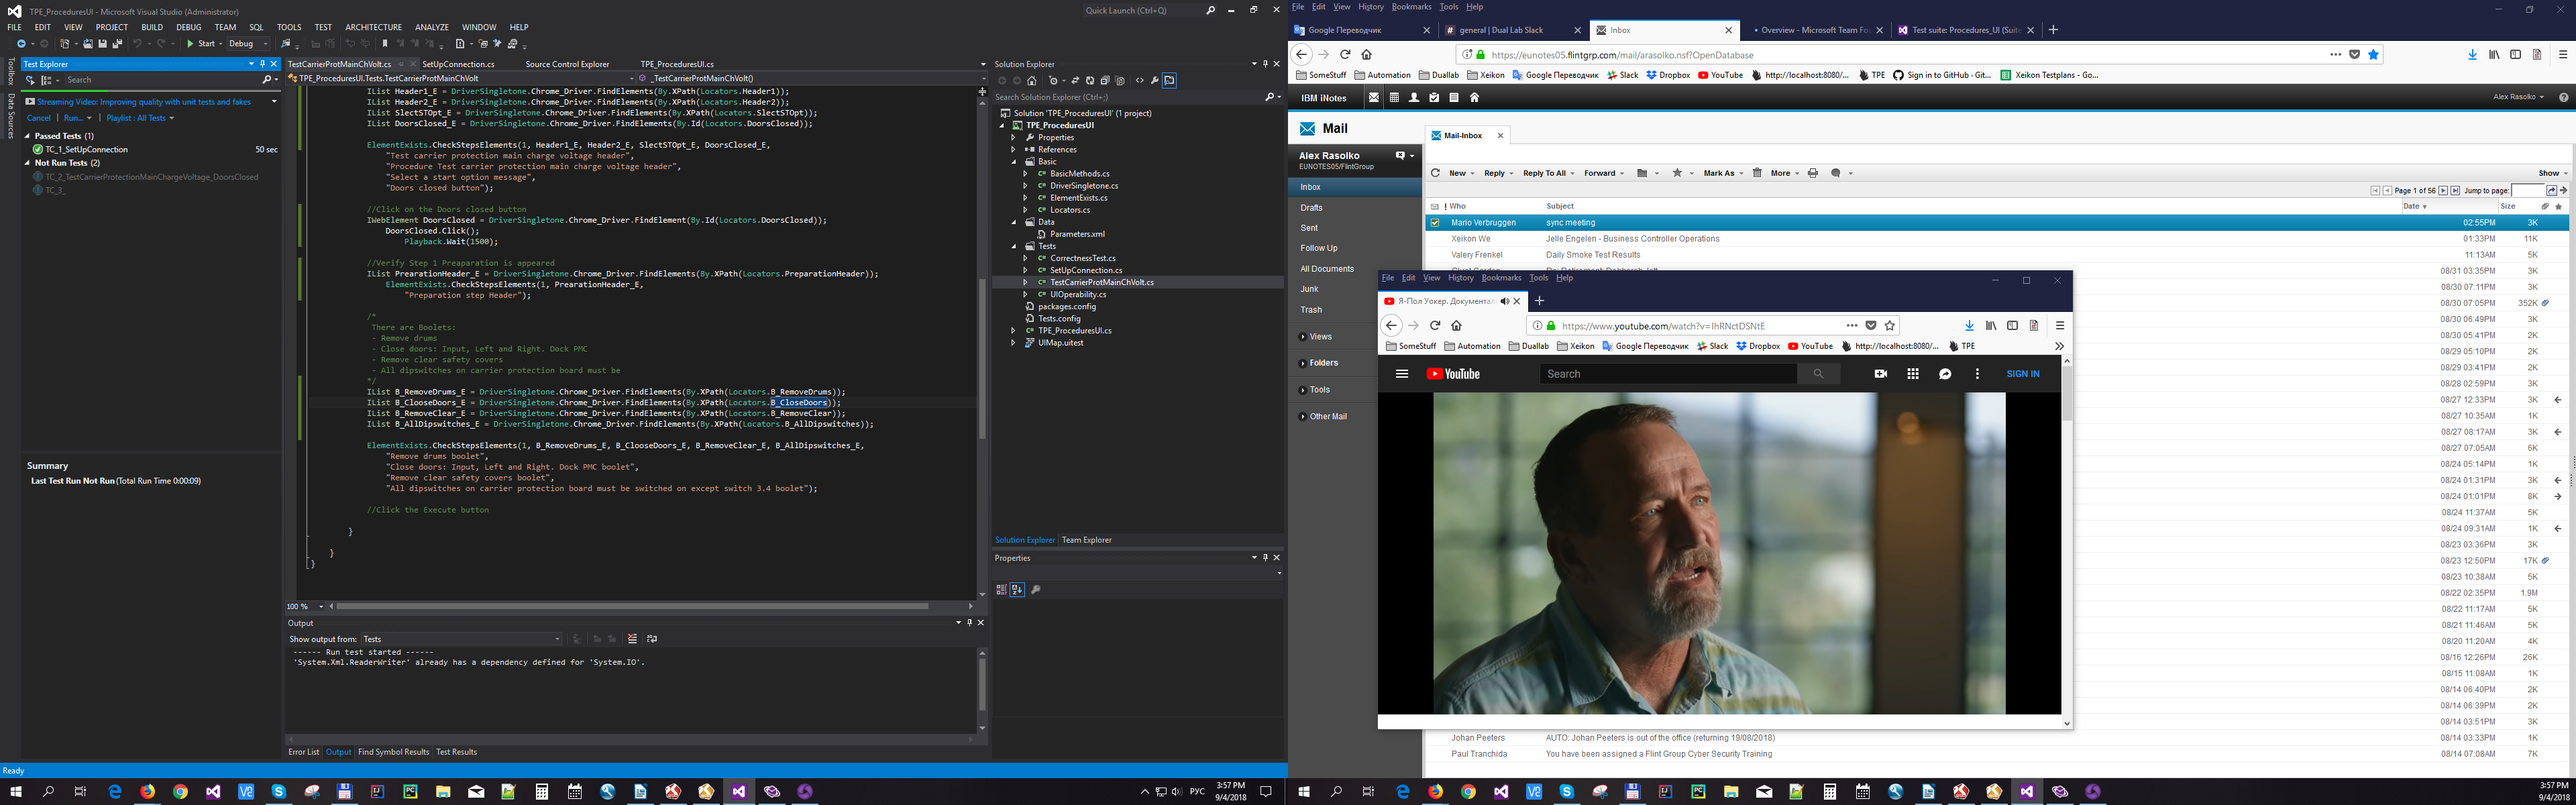 TPE_ProceduresUI - Microsoft Visual Studio (Administrator)
Quick Launch (Ctrl+Q)
FILE EDIT VIEW PROJECT BUILD DEBUG TEAM SQL TOOLS TEST ARCHITECTURE ANALYZE WINDOW HELP
Start Debug
Toolbox
Data Sources
Test Explorer
Search
Streaming Video: Improving quality with unit tests and fakes
Cancel Run... Playlist : All Tests
Passed Tests (1)
TC_1_SetUpConnection 50 sec
Not Run Tests (2)
TC_2_TestCarrierProtectionMainChargeVoltage_DoorsClosed
TC_3_
Summary
Last Test Run Not Run (Total Run Time 0:00:09)
TestCarrierProtMainChVolt.cs SetUpConnection.cs Source Control Explorer TPE_ProceduresUI.cs
TPE_ProceduresUI.Tests.TestCarrierProtMainChVolt _TestCarrierProtMainChVolt()
IList Header1_E = DriverSingletone.Chrome_Driver.FindElements(By.XPath(Locators.Header1));
IList Header2_E = DriverSingletone.Chrome_Driver.FindElements(By.XPath(Locators.Header2));
IList SlectSTOpt_E = DriverSingletone.Chrome_Driver.FindElements(By.XPath(Locators.SlectSTOpt));
IList DoorsClosed_E = DriverSingletone.Chrome_Driver.FindElements(By.Id(Locators.DoorsClosed));
ElementExists.CheckStepsElements(1, Header1_E, Header2_E, SlectSTOpt_E, DoorsClosed_E,
"Test carrier protection main charge voltage header",
"Procedure Test carrier protection main charge voltage header",
"Select a start option message",
"Doors closed button");
//Click on the Doors closed button
IWebElement DoorsClosed = DriverSingletone.Chrome_Driver.FindElement(By.Id(Locators.DoorsClosed));
DoorsClosed.Click();
Playback.Wait(1500);
//Verify Step 1 Preaparation is appeared
IList PrearationHeader_E = DriverSingletone.Chrome_Driver.FindElements(By.XPath(Locators.PreparationHeader));
ElementExists.CheckStepsElements(1, PrearationHeader_E,
"Preparation step Header");
/*
There are Boolets:
- Remove drums
- Close doors: Input, Left and Right. Dock PMC
- Remove clear safety covers
- All dipswitches on carrier protection board must be
*/
IList B_RemoveDrums_E = DriverSingletone.Chrome_Driver.FindElements(By.XPath(Locators.B_RemoveDrums));
IList B_ClooseDoors_E = DriverSingletone.Chrome_Driver.FindElements(By.XPath(Locators.B_CloseDoors));
IList B_RemoveClear_E = DriverSingletone.Chrome_Driver.FindElements(By.XPath(Locators.B_RemoveClear));
IList B_AllDipswitches_E = DriverSingletone.Chrome_Driver.FindElements(By.XPath(Locators.B_AllDipswitches));
ElementExists.CheckStepsElements(1, B_RemoveDrums_E, B_ClooseDoors_E, B_RemoveClear_E, B_AllDipswitches_E,
"Remove drums boolet",
"Close doors: Input, Left and Right. Dock PMC boolet",
"Remove clear safety covers boolet",
"All dipswitches on carrier protection board must be switched on except switch 3.4 boolet");
//Click the Execute button
}
}
}
100 %
Output
Show output from: Tests
------ Run test started ------
'System.Xml.ReaderWriter' already has a dependency defined for 'System.IO'.
Error List Output Find Symbol Results Test Results
Ready
Solution Explorer
Search Solution Explorer (Ctrl+;)
Solution 'TPE_ProceduresUI' (1 project)
TPE_ProceduresUI
Properties
References
Basic
BasicMethods.cs
DriverSingletone.cs
ElementExists.cs
Locators.cs
Data
Parameters.xml
Tests
CorrectnessTest.cs
SetUpConnection.cs
TestCarrierProtMainChVolt.cs
UIOperability.cs
packages.config
Tests.config
TPE_ProceduresUI.cs
UIMap.uitest
Solution Explorer Team Explorer
Properties
РУС
3:57 PM
9/4/2018
File Edit View History Bookmarks Tools Help
Google Переводчик general | Dual Lab Slack Inbox Overview - Microsoft Team Fou Test suite: Procedures_UI (Suite
https://eunotes05.flintgrp.com/mail/arasolko.nsf?OpenDatabase
SomeStuff Automation Duallab Xeikon Google Переводчик Slack Dropbox YouTube http://localhost:8080/... TPE Sign in to GitHub · Git... Xeikon Testplans - Go...
IBM iNotes
Alex Rasolko
Mail
Mail-Inbox
Alex Rasolko
EUNOTES05/FlintGroup
Inbox
Drafts
Sent
Follow Up
All Documents
Junk
Trash
Views
Folders
Tools
Other Mail
New Reply Reply To All Forward Mark As More Show
Page 1 of 56 Jump to page:
! Who Subject Date Size
Mario Verbruggen sync meeting 02:55PM 3K
Xeikon We Jelle Engelen - Business Controller Operations 01:33PM 11K
Valery Frenkel Daily Smoke Test Results 11:13AM 5K
08/31 03:35PM 3K
08/30 07:11PM 3K
08/30 07:05PM 352K
08/30 06:49PM 3K
08/30 05:41PM 2K
08/29 05:10PM 2K
08/29 03:41PM 2K
08/28 02:59PM 3K
08/27 12:33PM 3K
08/27 10:35AM 1K
08/27 08:17AM 3K
08/27 07:05AM 6K
08/24 05:14PM 1K
08/24 01:31PM 3K
08/24 01:01PM 8K
08/24 11:37AM 5K
08/24 09:31AM 1K
08/23 03:36PM 3K
08/23 12:50PM 17K
08/23 10:38AM 5K
08/22 02:35PM 1.9M
08/22 11:17AM 5K
08/21 11:46AM 5K
08/20 11:20AM 4K
08/16 12:26PM 26K
08/15 11:08AM 1K
08/14 06:40PM 2K
08/14 06:39PM 2K
08/14 03:51PM 3K
Johan Peeters AUTO: Johan Peeters is out of the office (returning 19/08/2018) 08/14 03:33PM 1K
Paul Tranchida You have been assigned a Flint Group Cyber Security Training 08/14 07:08AM 7K
File Edit View History Bookmarks Tools Help
Я-Пол Уокер. Документал
https://www.youtube.com/watch?v=IhRNctDSNtE
SomeStuff Automation Duallab Xeikon Google Переводчик Slack Dropbox YouTube http://localhost:8080/... TPE
YouTube
Search
SIGN IN
3:57 PM
9/4/2018